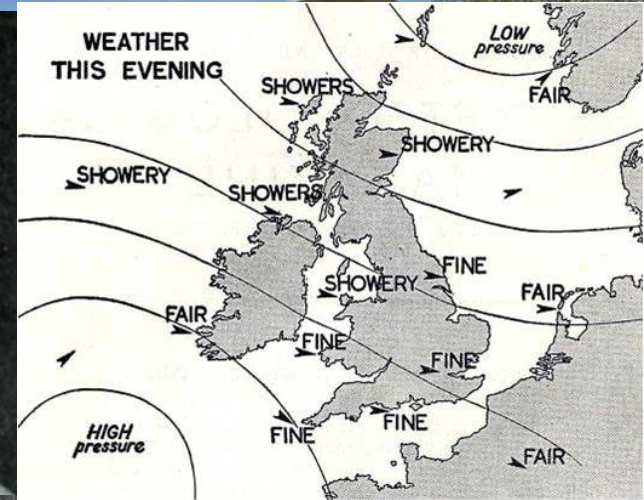 WEATHER
THIS EVENING
LOW
pressure
SHOWERS
FAIR
SHOWERY
SHOWERY
SHOWERS
FINE
SHOWERY
FAIR
FAIR
FINE
FINE
FINE
FINE
HIGH
pressure
FAIR